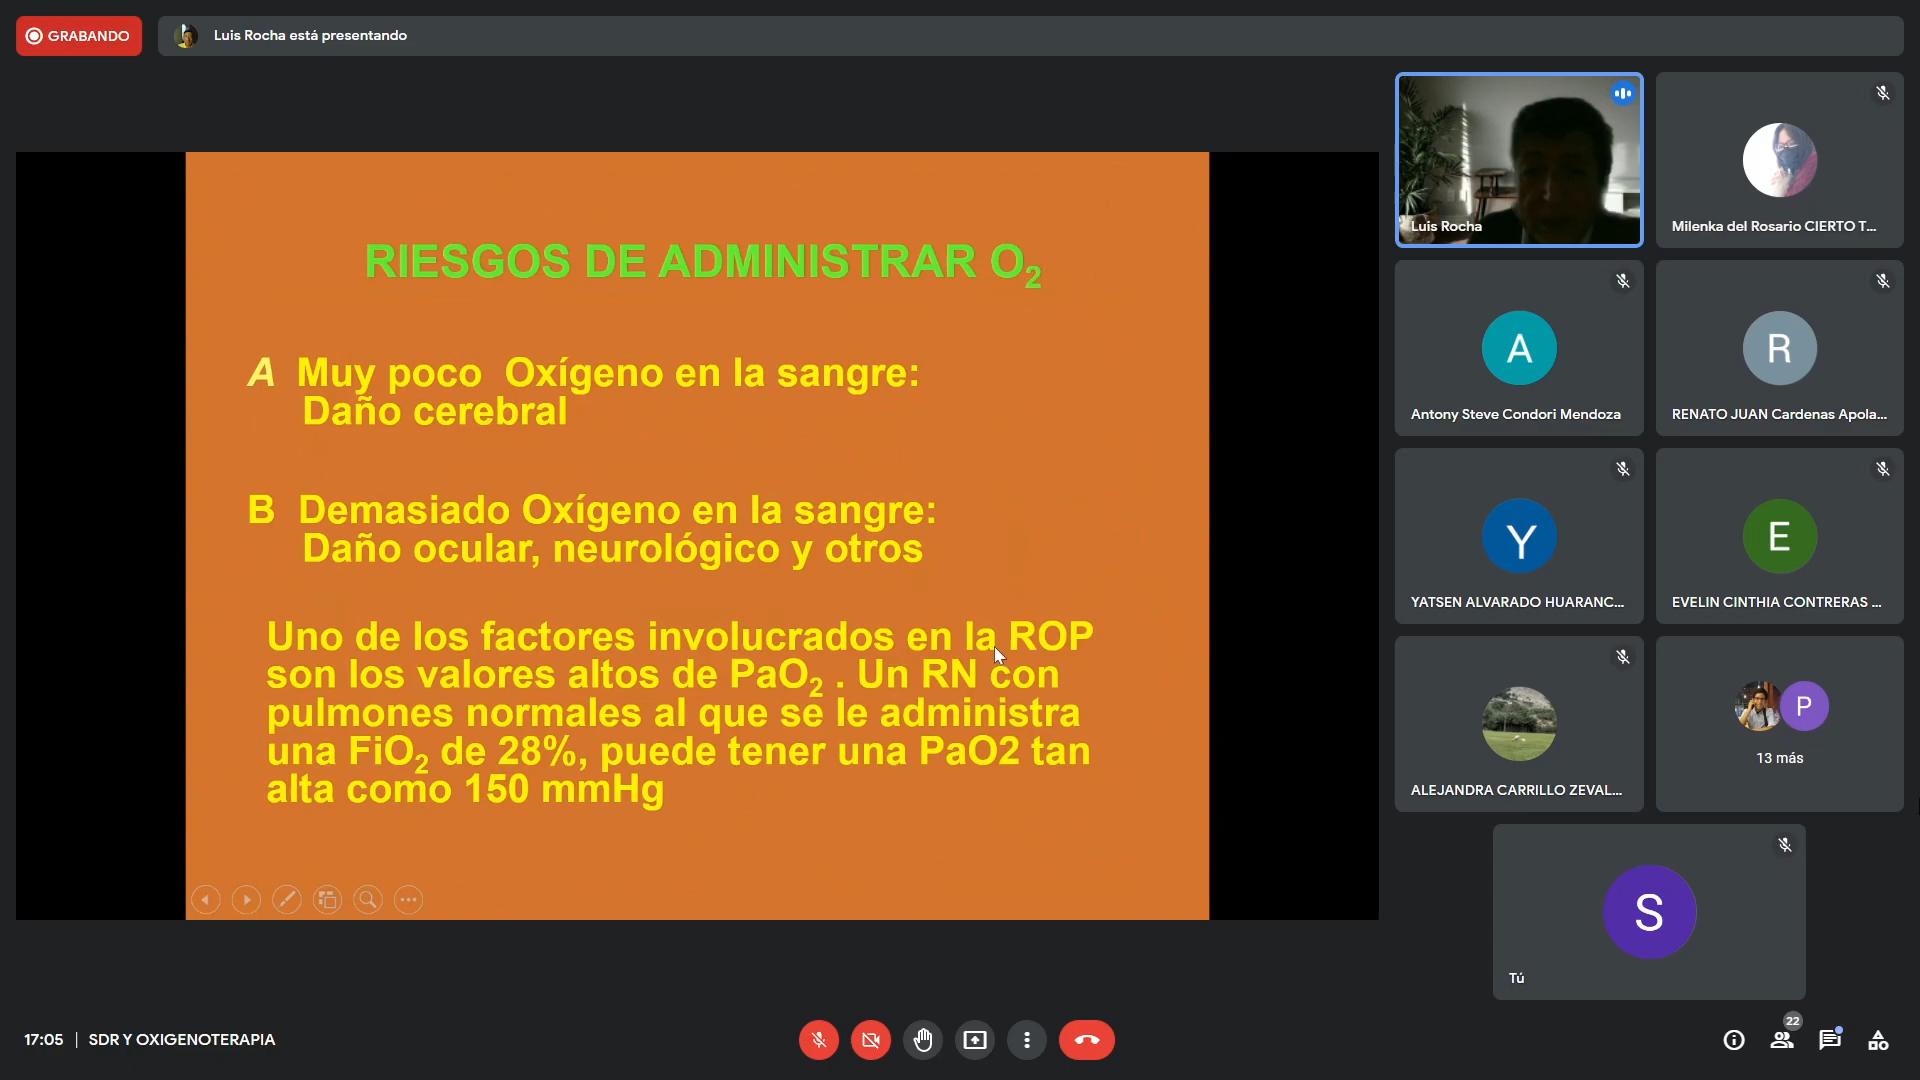 GRABANDO
Luis Rocha está presentando
RIESGOS DE ADMINISTRAR O₂
A Muy poco Oxígeno en la sangre:
Daño cerebral
B Demasiado Oxígeno en la sangre:
Daño ocular, neurológico y otros
Uno de los factores involucrados en la ROP
son los valores altos de PaO₂ . Un RN con
pulmones normales al que se le administra
una FiO₂ de 28%, puede tener una PaO2 tan
alta como 150 mmHg
Luis Rocha
Milenka del Rosario CIERTO T...
A
Antony Steve Condori Mendoza
R
RENATO JUAN Cardenas Apola...
Y
YATSEN ALVARADO HUARANC...
E
EVELIN CINTHIA CONTRERAS ...
ALEJANDRA CARRILLO ZEVAL...
P
13 más
S
Tú
17:05 | SDR Y OXIGENOTERAPIA
22